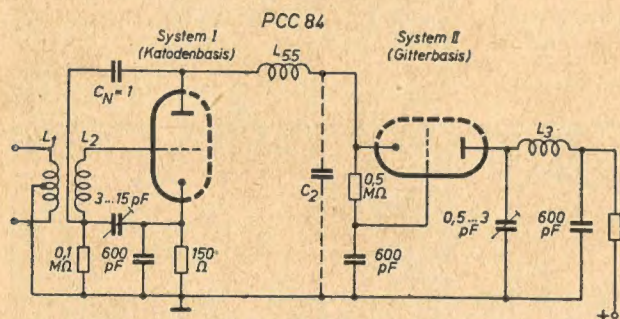 PCC 84
System I
(Katodenbasis)
System II
(Gitterbasis)
L55
CN=1
L1
L2
L3
3...15 pF
C2
0,5
MΩ
0,5...3
pF
600
pF
0,1
MΩ
600
pF
150
Ω
600
pF
+